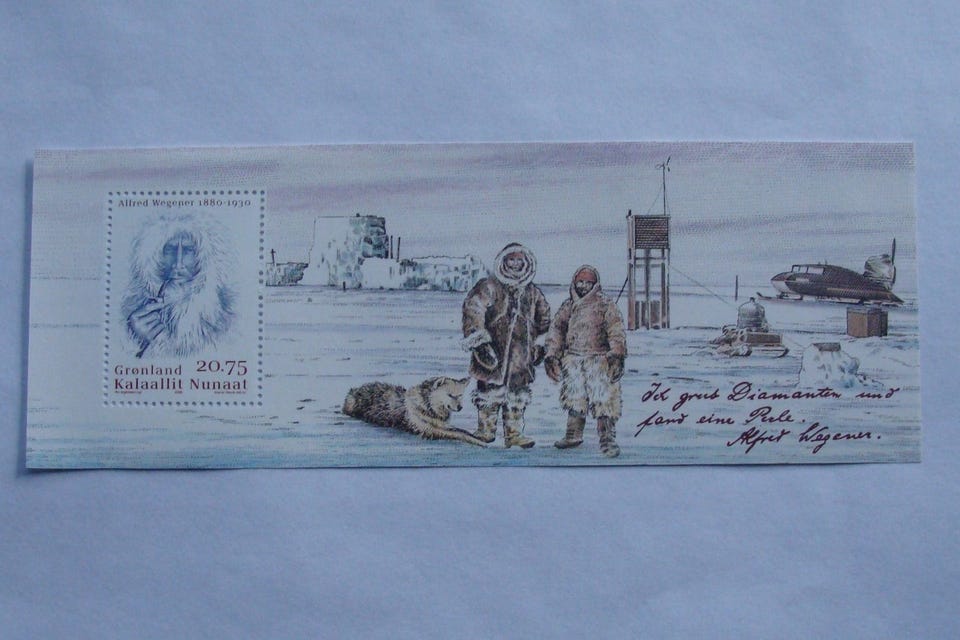 Alfred Wegener 1880-1930
20.75
Grønland
Kalaallit Nunaat
Ich grub Diamanten und
fand eine Perle.
Alfred Wegener.